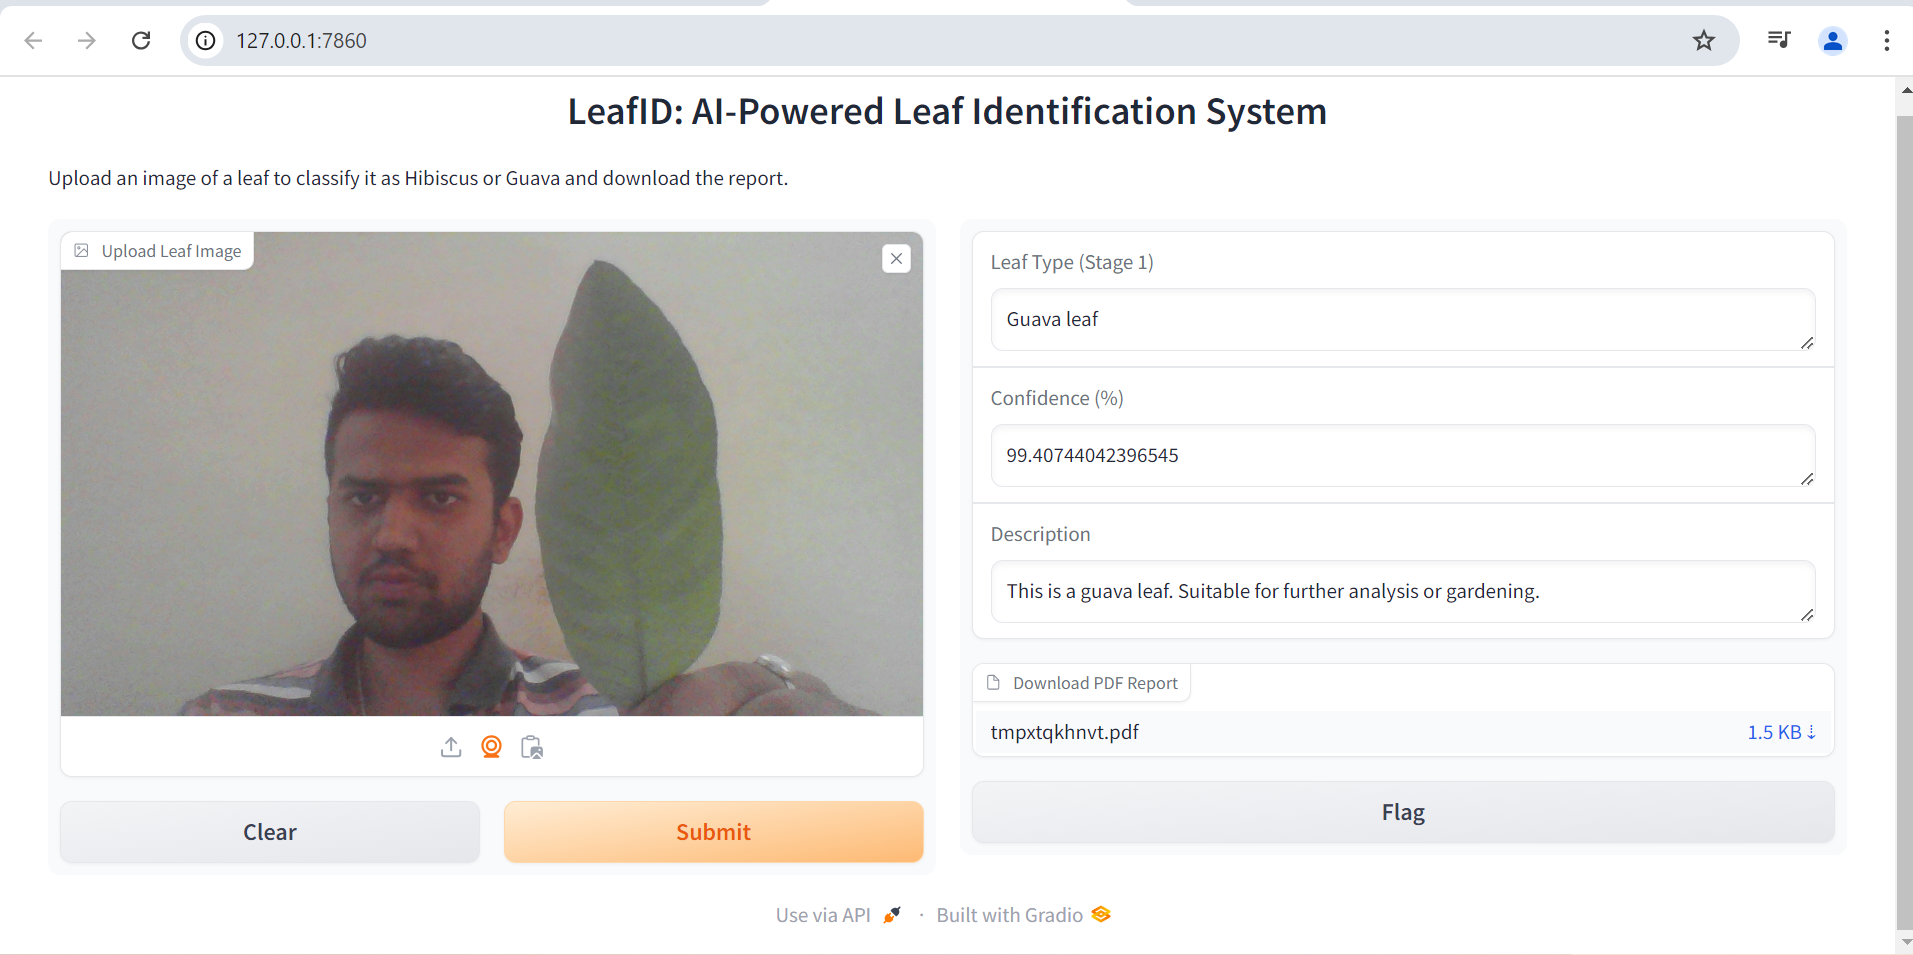 127.0.0.1:7860
LeafID: AI-Powered Leaf Identification System
Upload an image of a leaf to classify it as Hibiscus or Guava and download the report.
Upload Leaf Image
Clear
Submit
Leaf Type (Stage 1)
Guava leaf
Confidence (%)
99.40744042396545
Description
This is a guava leaf. Suitable for further analysis or gardening.
Download PDF Report
tmpxtqkhnvt.pdf
1.5 KB ⇣
Flag
Use via API · Built with Gradio